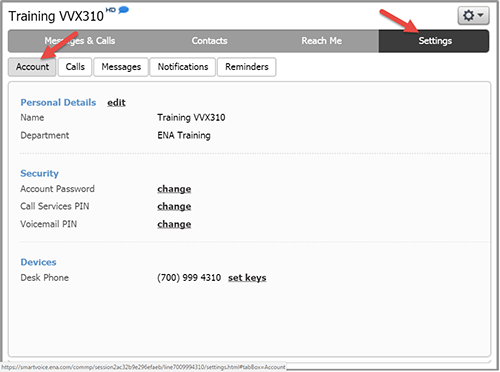 Training VVX310 HD
Messages & Calls Contacts Reach Me Settings
Account Calls Messages Notifications Reminders
Personal Details edit
Name Training VVX310
Department ENA Training
Security
Account Password change
Call Services PIN change
Voicemail PIN change
Devices
Desk Phone (700) 999 4310 set keys
https://smartvoice.ena.com/commp/session2ac32b9e296efaeb/line7009994310/settings.html#tabBox=Account